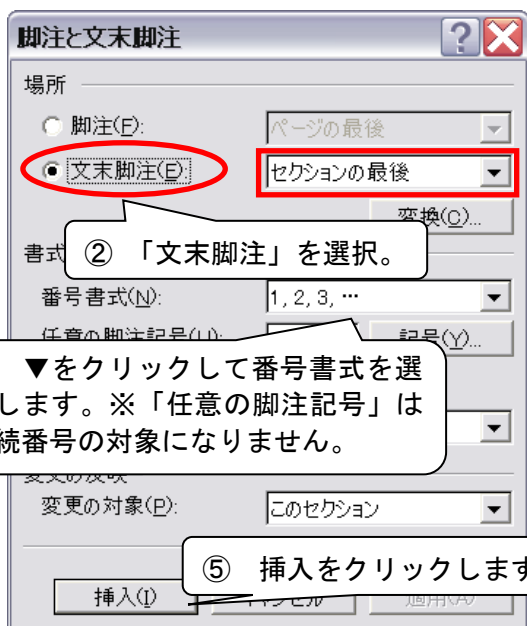 脚注と文末脚注
場所
脚注(F):
ページの最後
文末脚注(E):
セクションの最後
変換(C)...
② 「文末脚注」を選択。
書式
番号書式(N):
1, 2, 3, …
任意の脚注記号(U):
記号(Y)...
▼をクリックして番号書式を選
します。※「任意の脚注記号」は
続番号の対象になりません。
変更の反映
変更の対象(P):
このセクション
⑤ 挿入をクリックします
挿入(I)
キャンセル
適用(A)